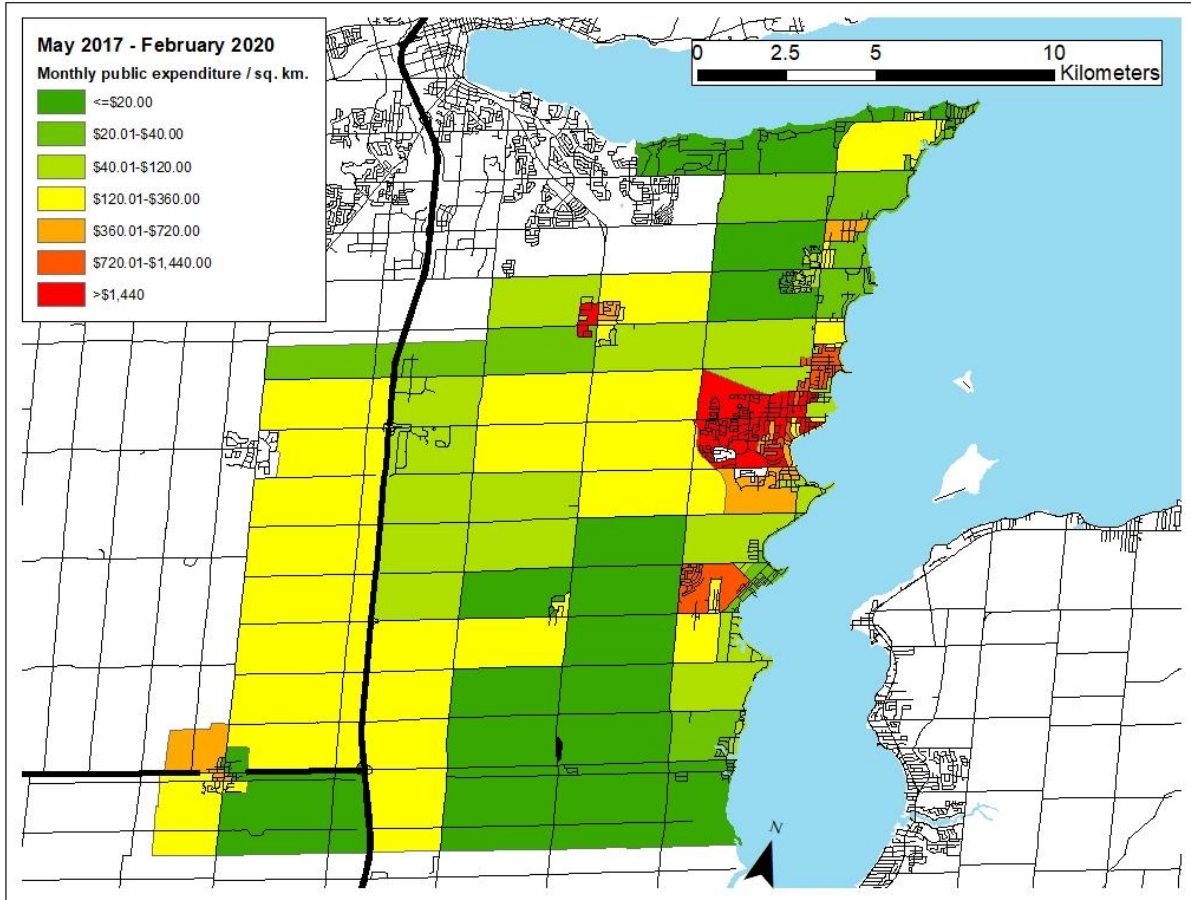 May 2017 - February 2020
Monthly public expenditure / sq. km.
<=$20.00
$20.01-$40.00
$40.01-$120.00
$120.01-$360.00
$360.01-$720.00
$720.01-$1,440.00
>$1,440
0 2.5 5 10
Kilometers
N